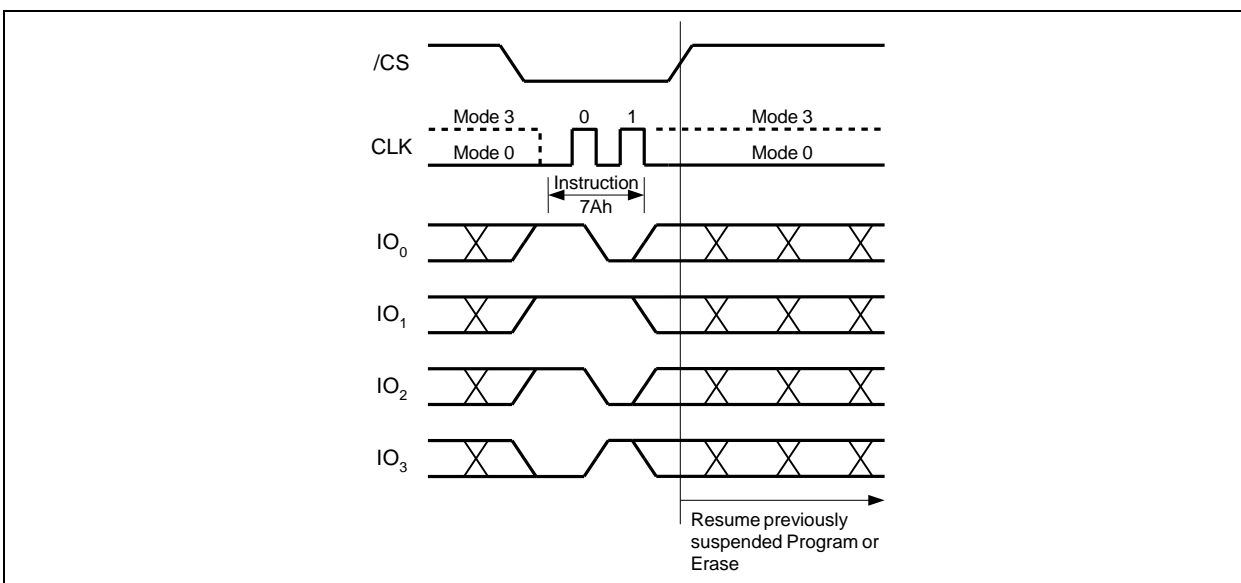 /CS
Mode 3 0 1 Mode 3
CLK
Mode 0 Mode 0
Instruction
7Ah
IO0
IO1
IO2
IO3
Resume previously
suspended Program or
Erase